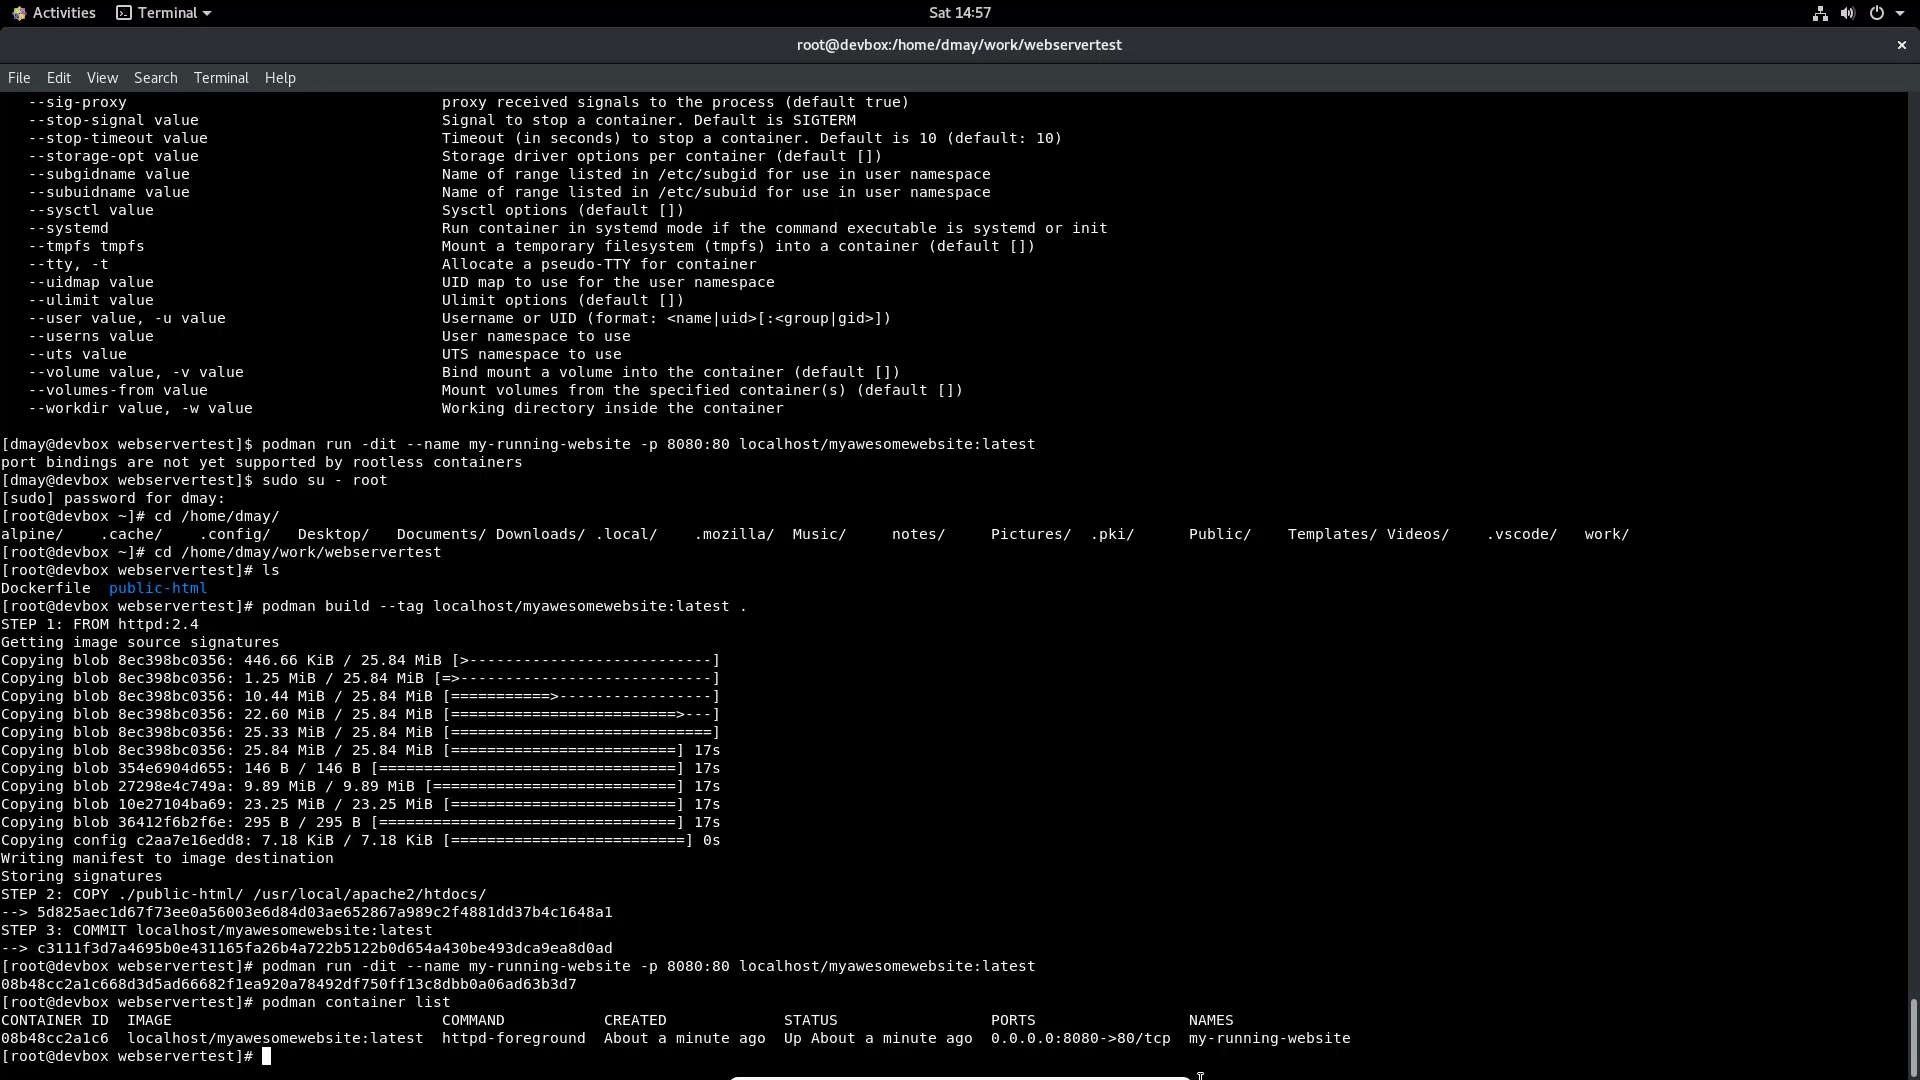 Activities Terminal Sat 14:57
root@devbox:/home/dmay/work/webservertest ×
File Edit View Search Terminal Help
--sig-proxy proxy received signals to the process (default true)
--stop-signal value Signal to stop a container. Default is SIGTERM
--stop-timeout value Timeout (in seconds) to stop a container. Default is 10 (default: 10)
--storage-opt value Storage driver options per container (default [])
--subgidname value Name of range listed in /etc/subgid for use in user namespace
--subuidname value Name of range listed in /etc/subuid for use in user namespace
--sysctl value Sysctl options (default [])
--systemd Run container in systemd mode if the command executable is systemd or init
--tmpfs tmpfs Mount a temporary filesystem (tmpfs) into a container (default [])
--tty, -t Allocate a pseudo-TTY for container
--uidmap value UID map to use for the user namespace
--ulimit value Ulimit options (default [])
--user value, -u value Username or UID (format: <name|uid>[:<group|gid>])
--userns value User namespace to use
--uts value UTS namespace to use
--volume value, -v value Bind mount a volume into the container (default [])
--volumes-from value Mount volumes from the specified container(s) (default [])
--workdir value, -w value Working directory inside the container
[dmay@devbox webservertest]$ podman run -dit --name my-running-website -p 8080:80 localhost/myawesomewebsite:latest
port bindings are not yet supported by rootless containers
[dmay@devbox webservertest]$ sudo su - root
[sudo] password for dmay:
[root@devbox ~]# cd /home/dmay/
alpine/ .cache/ .config/ Desktop/ Documents/ Downloads/ .local/ .mozilla/ Music/ notes/ Pictures/ .pki/ Public/ Templates/ Videos/ .vscode/ work/
[root@devbox ~]# cd /home/dmay/work/webservertest
[root@devbox webservertest]# ls
Dockerfile public-html
[root@devbox webservertest]# podman build --tag localhost/myawesomewebsite:latest .
STEP 1: FROM httpd:2.4
Getting image source signatures
Copying blob 8ec398bc0356: 446.66 KiB / 25.84 MiB [>---------------------------]
Copying blob 8ec398bc0356: 1.25 MiB / 25.84 MiB [=>----------------------------]
Copying blob 8ec398bc0356: 10.44 MiB / 25.84 MiB [===========>-----------------]
Copying blob 8ec398bc0356: 22.60 MiB / 25.84 MiB [=========================>---]
Copying blob 8ec398bc0356: 25.33 MiB / 25.84 MiB [=============================]
Copying blob 8ec398bc0356: 25.84 MiB / 25.84 MiB [=========================] 17s
Copying blob 354e6904d655: 146 B / 146 B [=================================] 17s
Copying blob 27298e4c749a: 9.89 MiB / 9.89 MiB [===========================] 17s
Copying blob 10e27104ba69: 23.25 MiB / 23.25 MiB [=========================] 17s
Copying blob 36412f6b2f6e: 295 B / 295 B [=================================] 17s
Copying config c2aa7e16edd8: 7.18 KiB / 7.18 KiB [==========================] 0s
Writing manifest to image destination
Storing signatures
STEP 2: COPY ./public-html/ /usr/local/apache2/htdocs/
--> 5d825aec1d67f73ee0a56003e6d84d03ae652867a989c2f4881dd37b4c1648a1
STEP 3: COMMIT localhost/myawesomewebsite:latest
--> c3111f3d7a4695b0e431165fa26b4a722b5122b0d654a430be493dca9ea8d0ad
[root@devbox webservertest]# podman run -dit --name my-running-website -p 8080:80 localhost/myawesomewebsite:latest
08b48cc2a1c668d3d5ad66682f1ea920a78492df750ff13c8dbb0a06ad63b3d7
[root@devbox webservertest]# podman container list
CONTAINER ID IMAGE COMMAND CREATED STATUS PORTS NAMES
08b48cc2a1c6 localhost/myawesomewebsite:latest httpd-foreground About a minute ago Up About a minute ago 0.0.0.0:8080->80/tcp my-running-website
[root@devbox webservertest]#